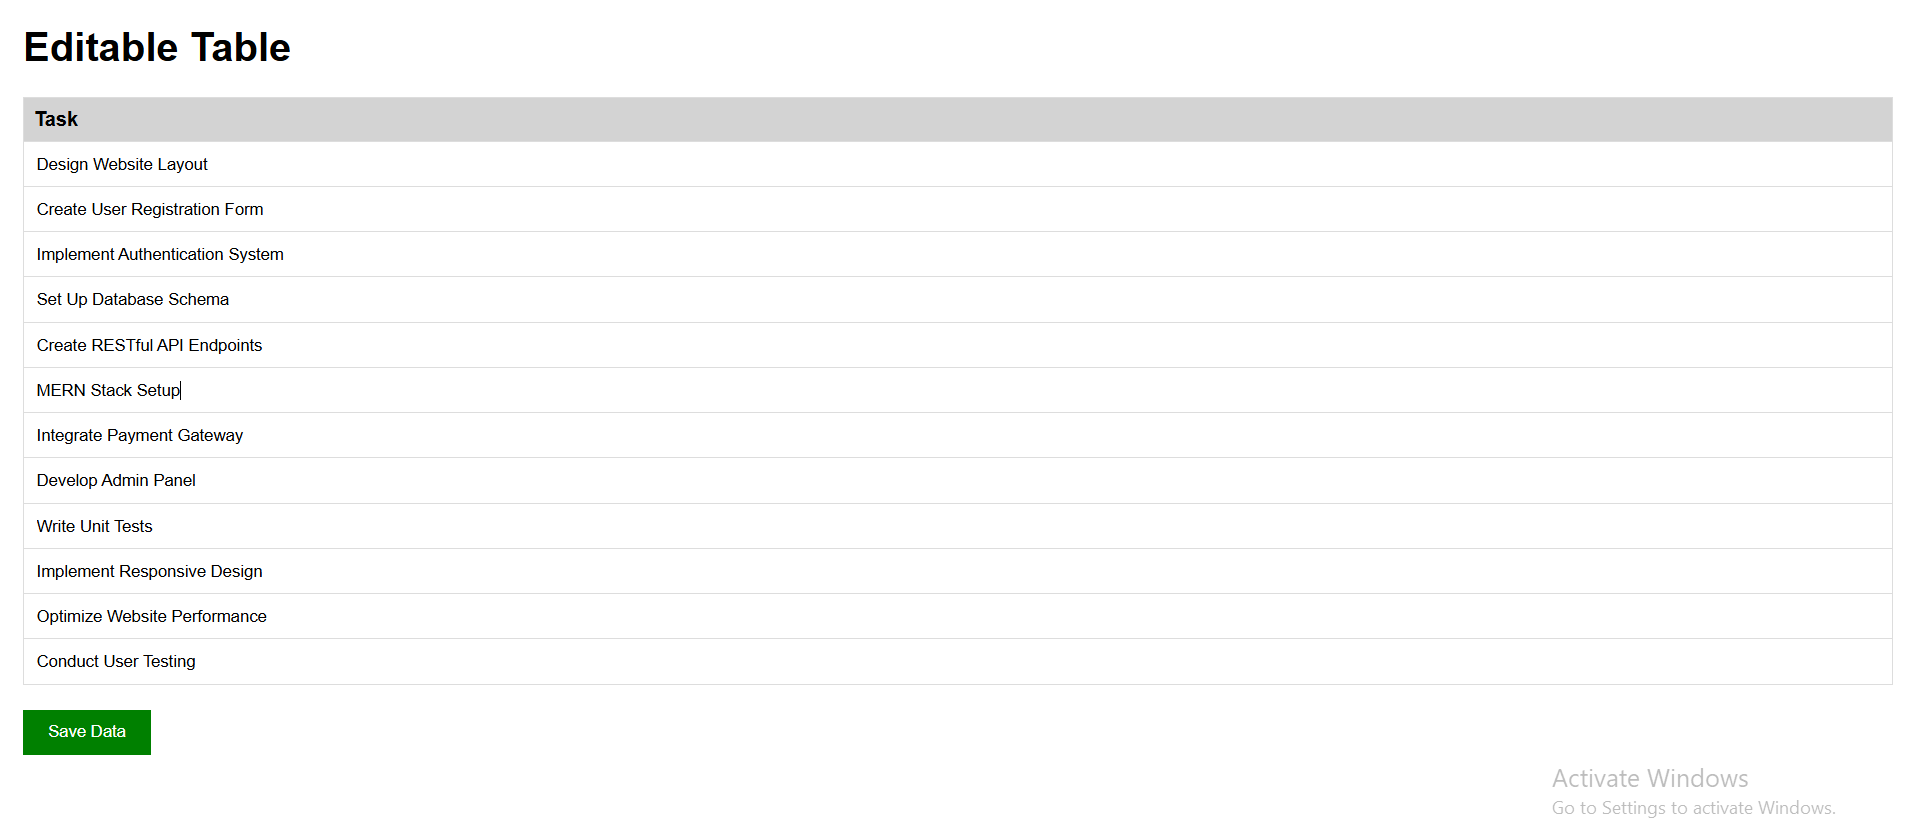 Editable Table
Task
Design Website Layout
Create User Registration Form
Implement Authentication System
Set Up Database Schema
Create RESTful API Endpoints
MERN Stack Setup
Integrate Payment Gateway
Develop Admin Panel
Write Unit Tests
Implement Responsive Design
Optimize Website Performance
Conduct User Testing
Save Data
Activate Windows
Go to Settings to activate Windows.